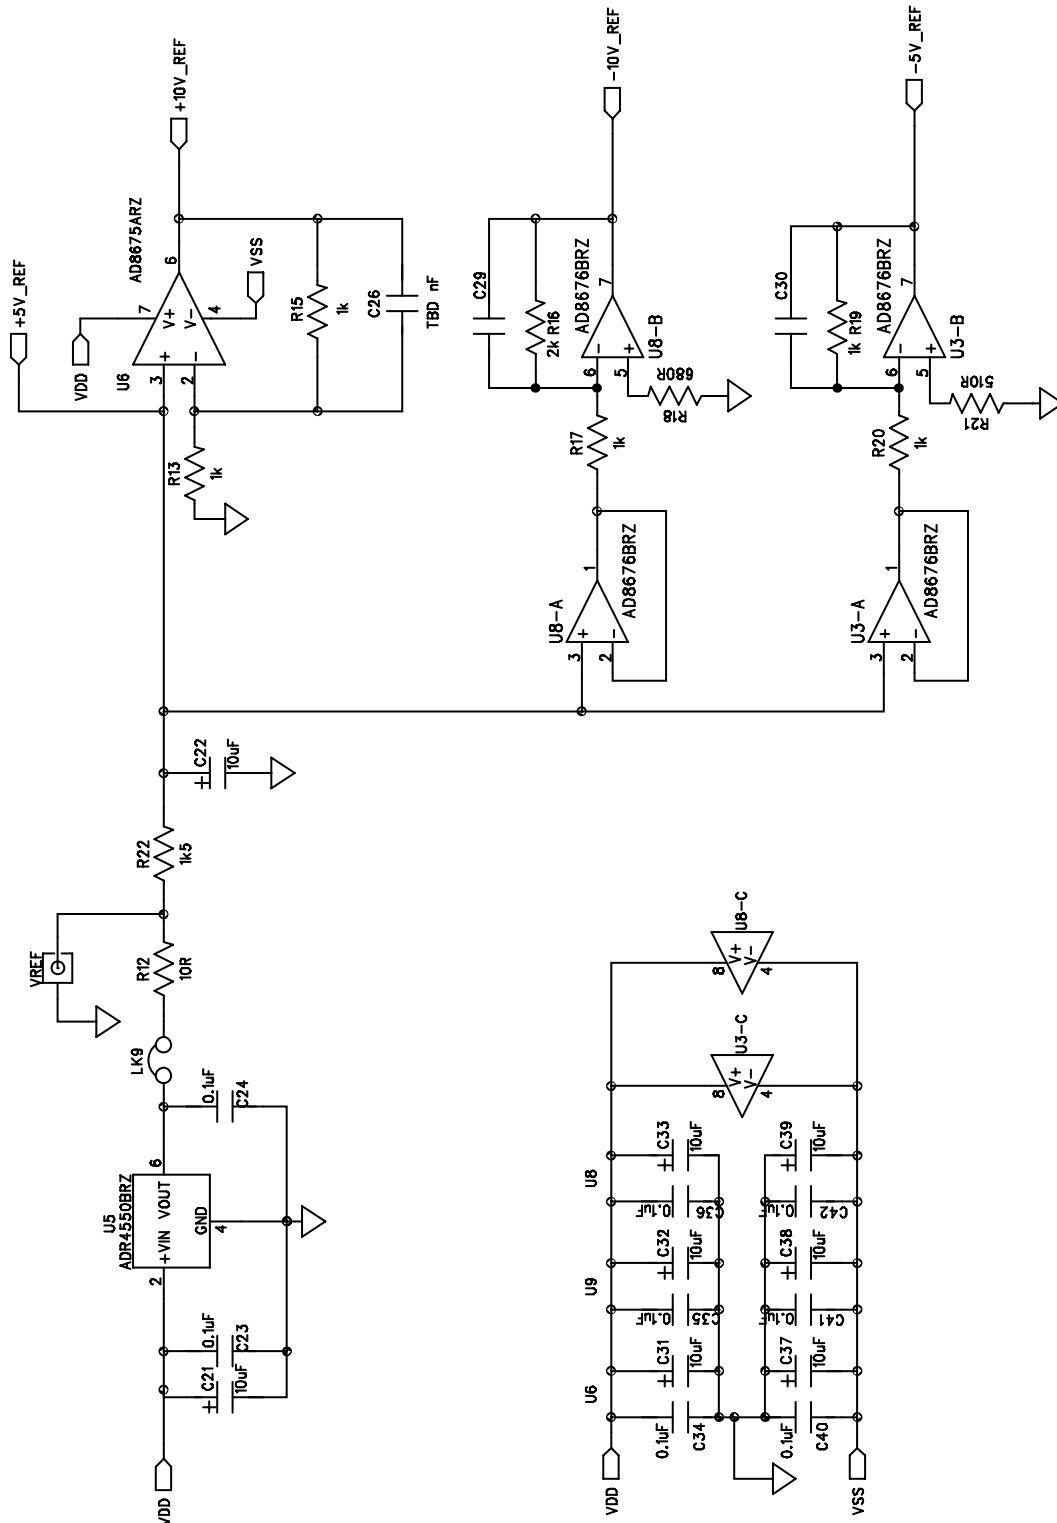 +5V_REF
+10V_REF
AD8675ARZ
VDD
U6
V+
V-
+
-
3
2
7
4
6
VSS
R13
1k
R15
1k
C26
TBD nF
-10V_REF
C29
R16
2k
AD8676BRZ
U8-B
-
+
6
5
7
R17
1k
R18
680R
U8-A
+
-
3
2
1
AD8676BRZ
-5V_REF
C30
R19
1k
AD8676BRZ
U3-B
-
+
6
5
7
R20
1k
R21
510R
U3-A
+
-
3
2
1
AD8676BRZ
C22
+
10uF
R22
1k5
VREF
R12
10R
LK9
0.1uF
C24
U5
ADR4550BRZ
+VIN VOUT
GND
2
6
4
0.1uF
C23
C21
+
10uF
VDD
U8-C
V+
V-
8
4
U3-C
V+
V-
8
4
U8
C33
+
10uF
0.1uF
C36
U9
C32
+
10uF
0.1uF
C35
U6
C31
+
10uF
0.1uF
C34
C39
+
10uF
0.1uF
C42
C38
+
10uF
0.1uF
C41
C37
+
10uF
0.1uF
C40
VDD
VSS